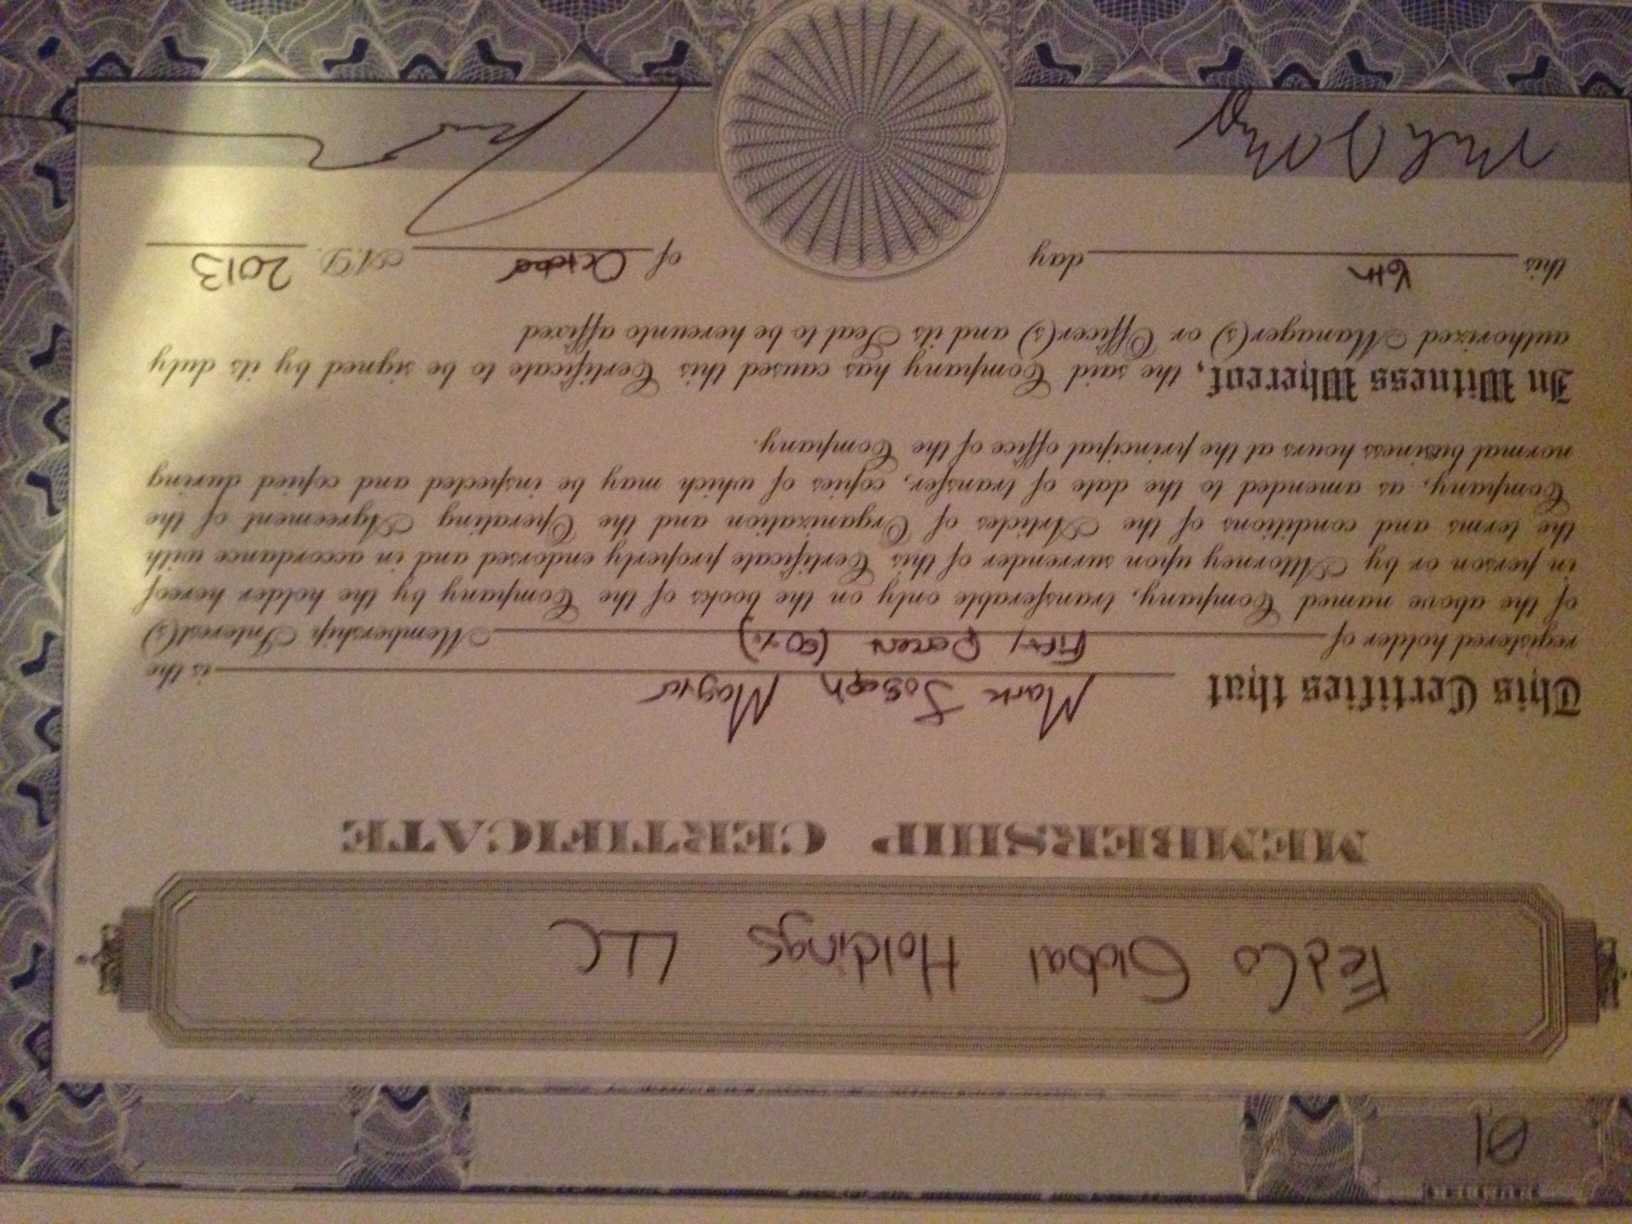 NUMBER
01
FedCo Global Holdings LLC
MEMBERSHIP CERTIFICATE
This Certifies that Mark Joseph is the
registered holder of Fifty Percent (50%) Membership Interest(s)
of the above named Company, transferable only on the books of the Company by the holder hereof
in person or by Attorney upon surrender of this Certificate properly endorsed and in accordance with
the terms and conditions of the Articles of Organization and the Operating Agreement of the
Company, as amended to the date of transfer, copies of which may be inspected and copied during
normal business hours at the principal office of the Company.
In Witness Whereof, the said Company has caused this Certificate to be signed by its duly
authorized Manager(s) or Officer(s) and its Seal to be hereunto affixed
this day of October A.D. 2013